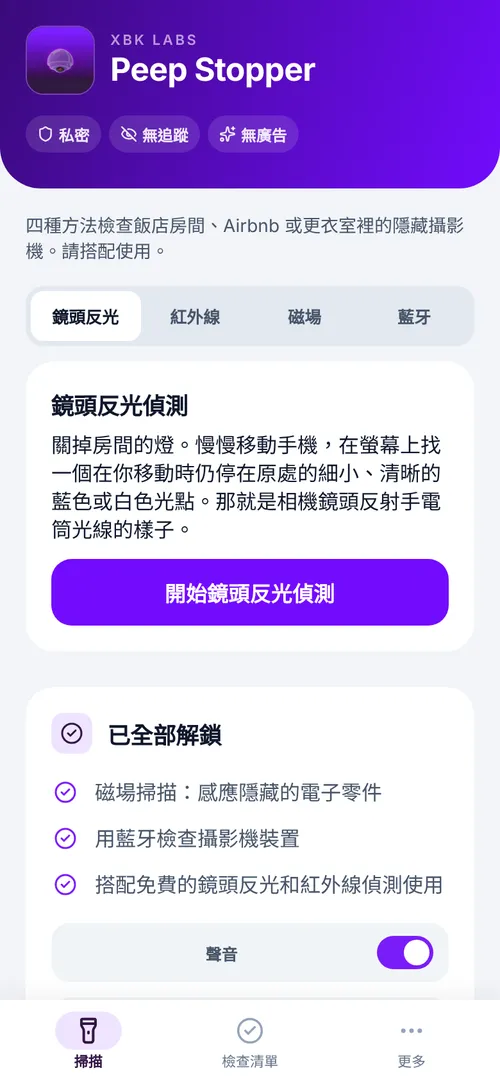 XBK LABS
Peep Stopper
私密
無追蹤
無廣告
四種方法檢查飯店房間、Airbnb 或更衣室裡的隱藏攝影
機。請搭配使用。
鏡頭反光
紅外線
磁場
藍牙
鏡頭反光偵測
關掉房間的燈。慢慢移動手機，在螢幕上找
一個在你移動時仍停在原處的細小、清晰的
藍色或白色光點。那就是相機鏡頭反射手電
筒光線的樣子。
開始鏡頭反光偵測
已全部解鎖
磁場掃描：感應隱藏的電子零件
用藍牙檢查攝影機裝置
搭配免費的鏡頭反光和紅外線偵測使用
聲音
掃描
檢查清單
更多